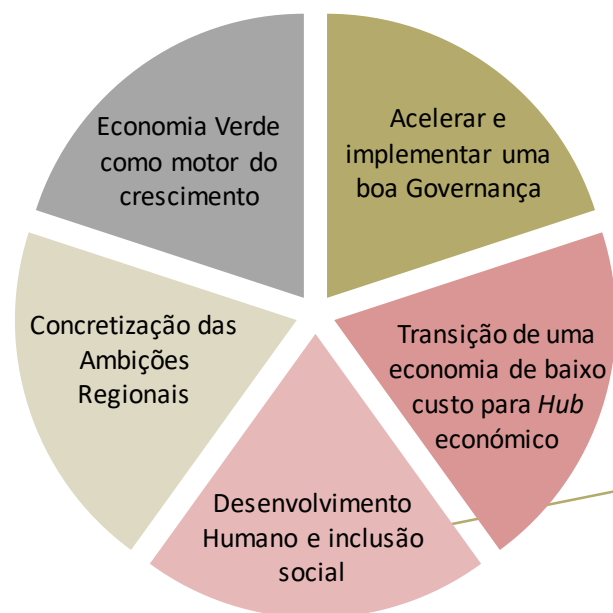 Economia Verde
como motor do
crescimento
Acelerar e
implementar uma
boa Governança
Transição de uma
economia de baixo
custo para Hub
económico
Desenvolvimento
Humano e inclusão
social
Concretização das
Ambições
Regionais